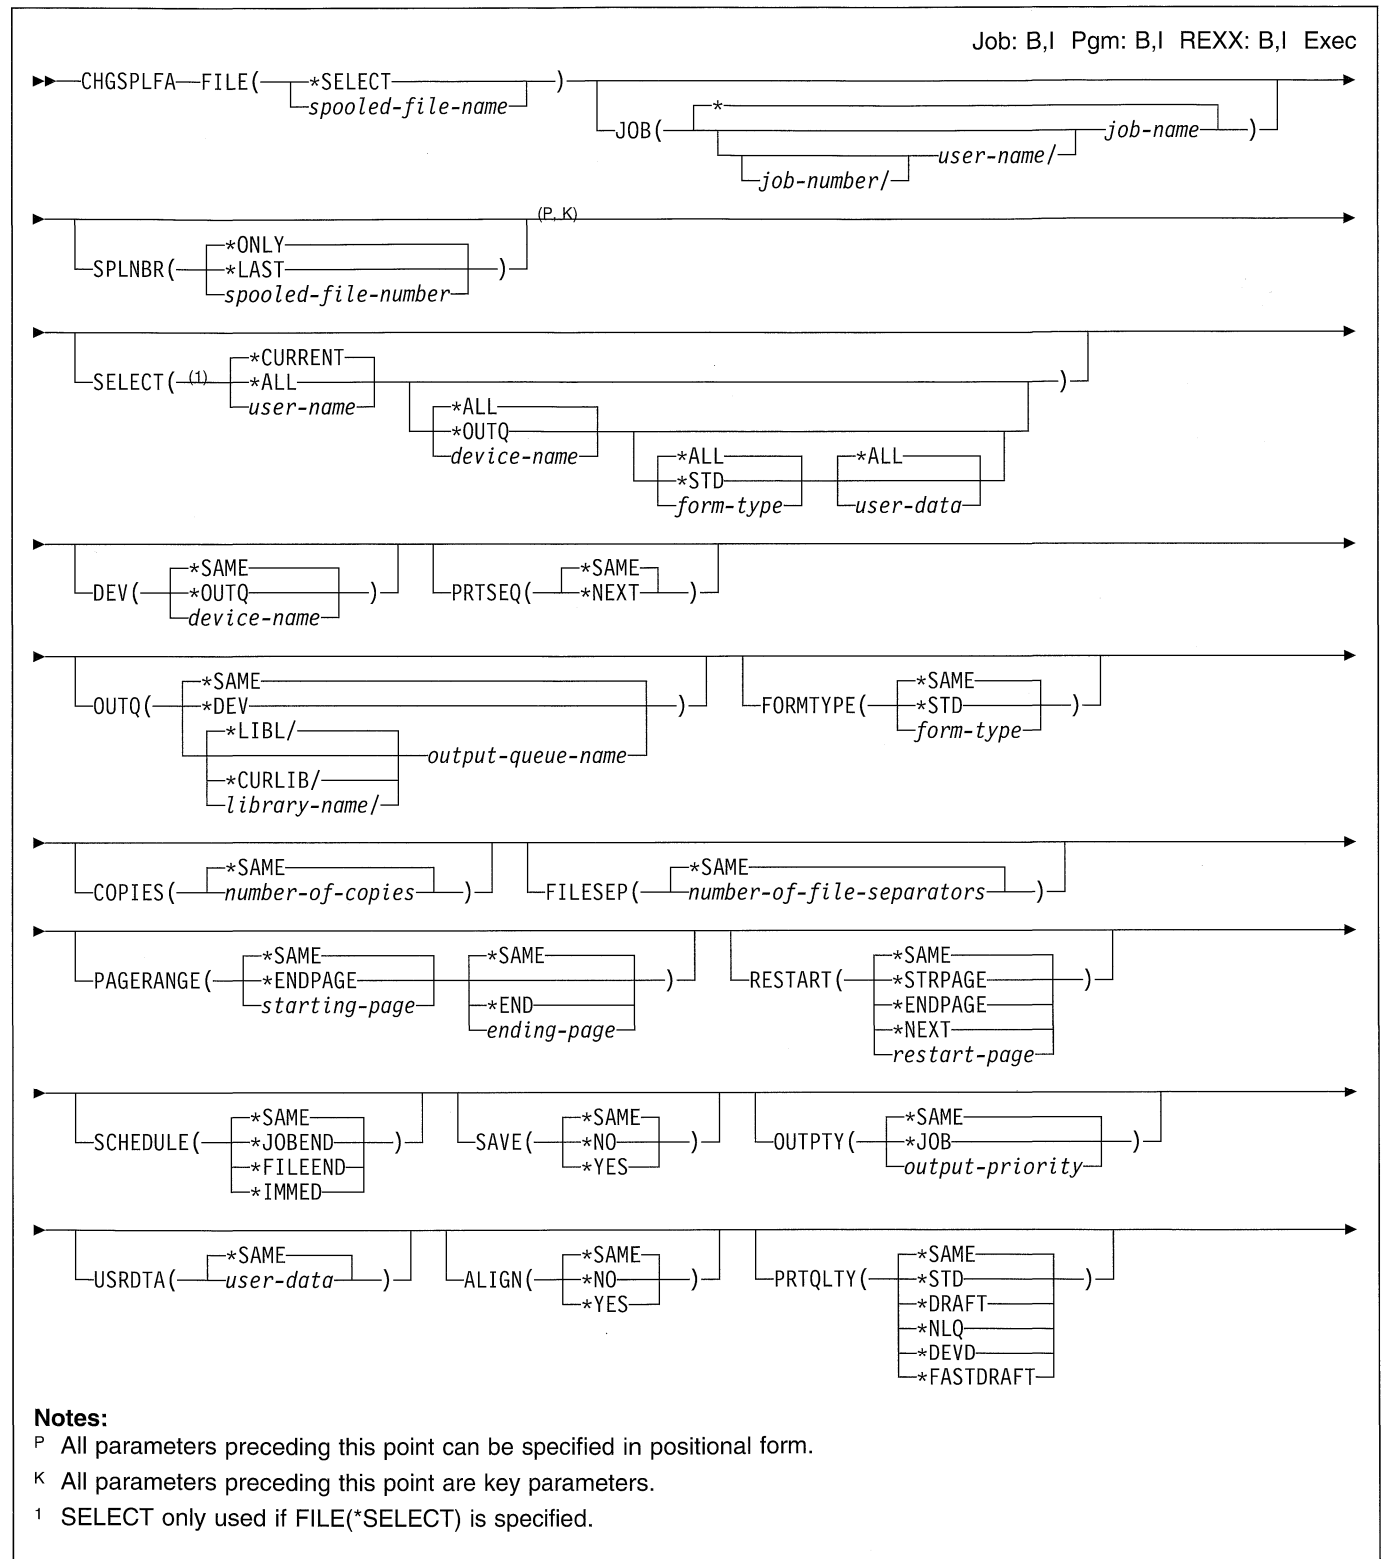 Job: B,I Pgm: B,I REXX: B,I Exec
CHGSPLFA FILE( *SELECT )
spooled-file-name
*
JOB( job-name )
user-name/
job-number/
(P, K)
*ONLY
SPLNBR( *LAST )
spooled-file-number
*CURRENT
SELECT( (1) *ALL )
user-name
*ALL
*OUTQ
device-name
*ALL *ALL
*STD
form-type user-data
*SAME *SAME
DEV( *OUTQ ) PRTSEQ( *NEXT )
device-name
*SAME *SAME
OUTQ( *DEV ) FORMTYPE( *STD )
*LIBL/ form-type
output-queue-name
*CURLIB/
library-name/
*SAME *SAME
COPIES( number-of-copies ) FILESEP( number-of-file-separators )
*SAME *SAME *SAME
PAGERANGE( *ENDPAGE ) RESTART( *STRPAGE )
starting-page *END *ENDPAGE
ending-page *NEXT
restart-page
*SAME *SAME *SAME
SCHEDULE( *JOBEND ) SAVE( *NO ) OUTPTY( *JOB )
*FILEEND *YES output-priority
*IMMED
*SAME *SAME *SAME
USRDTA( user-data ) ALIGN( *NO ) PRTQLTY( *STD )
*YES *DRAFT
*NLQ
*DEVD
*FASTDRAFT
Notes:
P All parameters preceding this point can be specified in positional form.
K All parameters preceding this point are key parameters.
1 SELECT only used if FILE(*SELECT) is specified.